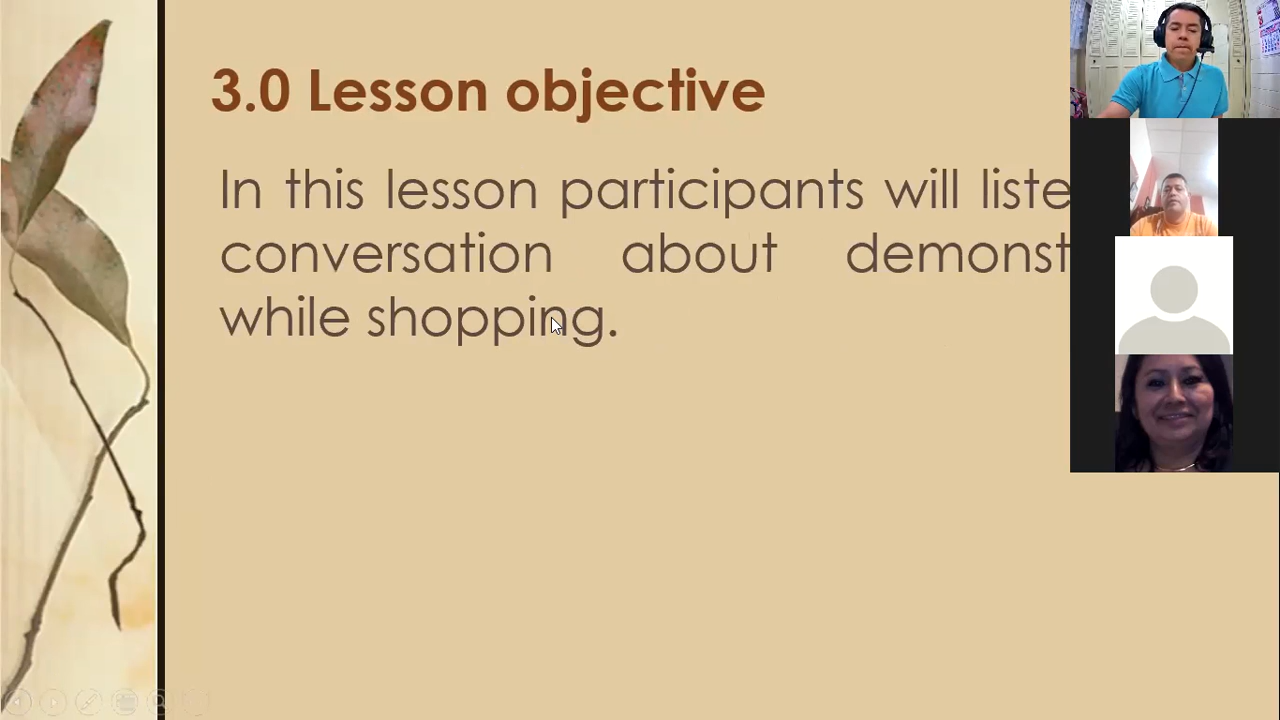 3.0 Lesson objective
In this lesson participants will liste
conversation about demonst
while shopping.